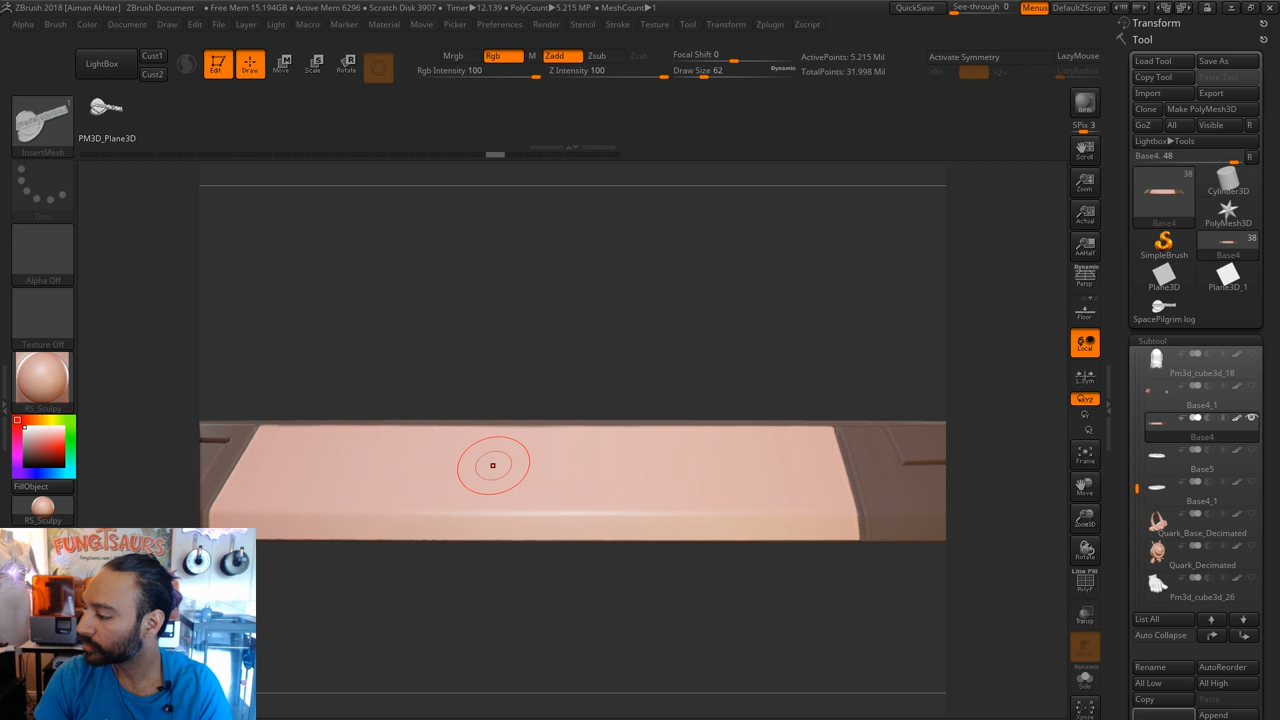 ZBrush 2018 [Aiman Akhtar]    ZBrush Document    • Free Mem 15.194GB • Active Mem 6296 • Scratch Disk 3907 • Timer▶12.139 • PolyCount▶5.215 MP • MeshCount▶1 QuickSave See-through 0 Menus DefaultZScript
Alpha Brush Color Document Draw Edit File Layer Light Macro Marker Material Movie Picker Preferences Render Stencil Stroke Texture Tool Transform Zplugin Zscript
Transform
Tool
LightBox
Cust1
Cust2
Edit
Draw
Move
Scale
Rotate
Mrgb Rgb M Zadd Zsub Zcut
Rgb Intensity 100 Z Intensity 100
Focal Shift 0
Draw Size 62 Dynamic
ActivePoints: 5.215 Mil
TotalPoints: 31.998 Mil
Activate Symmetry
>X< >Z<
LazyMouse
LazyRadius
1
InsertMesh
PM3D_Plane3D
Dots
Alpha Off
Texture Off
RS_Sculpy
FillObject
RS_Sculpy
BPR
SPix 3
Scroll
Zoom
Actual
AAHalf
Dynamic
Persp
Floor
Local
L.Sym
XYZ
Frame
Move
Zoom3D
Rotate
Line Fill
PolyF
Transp
Dynamic
Solo
Xpose
Load Tool Save As
Copy Tool Paste Tool
Import Export
Clone Make PolyMesh3D
GoZ All Visible R
Lightbox▶Tools
Base4. 48 R
38
Base4
Cylinder3D
PolyMesh3D
SimpleBrush
38
Base4
Plane3D
Plane3D_1
SpacePilgrim log
Subtool
Pm3d_cube3d_18
Base4_1
Base4
Base5
Base4_1
Quark_Base_Decimated
Quark_Decimated
Pm3d_cube3d_26
List All
Auto Collapse
Rename AutoReorder
All Low All High
Copy Paste
Append
FUNGISAURS